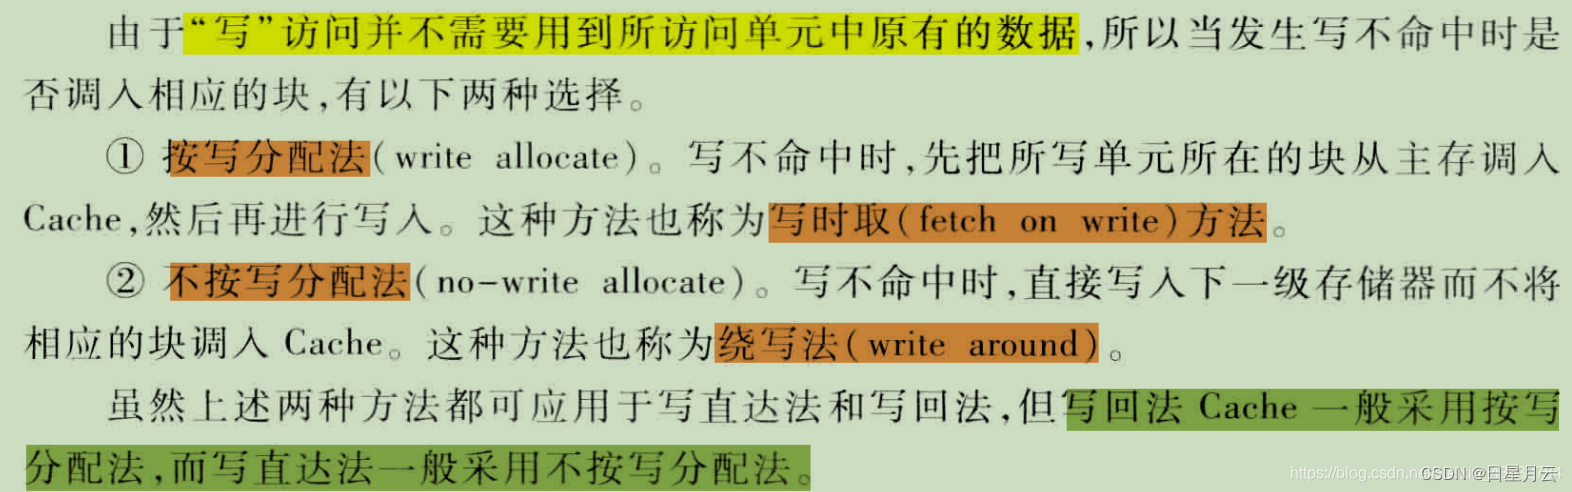 由于“写”访问并不需要用到所访问单元中原有的数据,所以当发生写不命中时是
否调入相应的块,有以下两种选择。
① 按写分配法(write allocate)。写不命中时,先把所写单元所在的块从主存调入
Cache,然后再进行写入。这种方法也称为写时取(fetch on write)方法。
② 不按写分配法(no-write allocate)。写不命中时,直接写入下一级存储器而不将
相应的块调入 Cache。这种方法也称为绕写法(write around)。
虽然上述两种方法都可应用于写直达法和写回法,但写回法 Cache 一般采用按写
分配法,而写直达法一般采用不按写分配法。
https://blog.csdn.ne
CSDN @日星月云